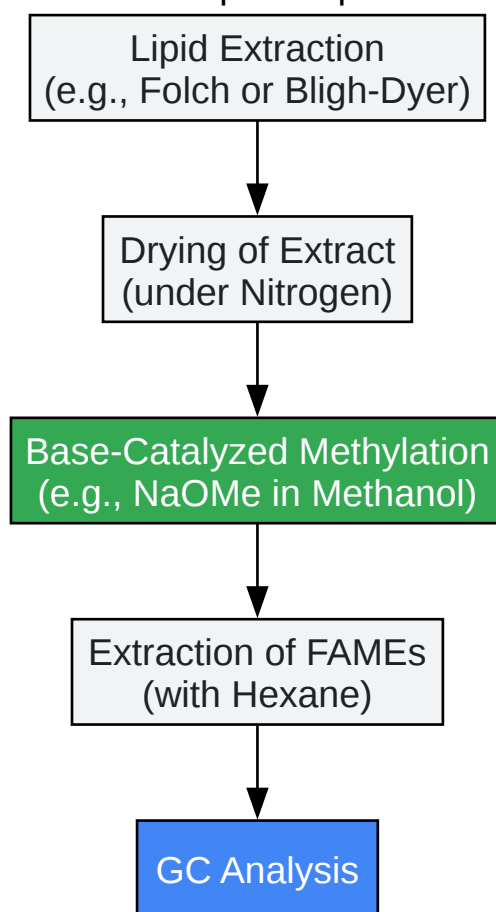 Lipid Extraction
(e.g., Folch or Bligh-Dyer)
Drying of Extract
(under Nitrogen)
Base-Catalyzed Methylation
(e.g., NaOMe in Methanol)
Extraction of FAMEs
(with Hexane)
GC Analysis